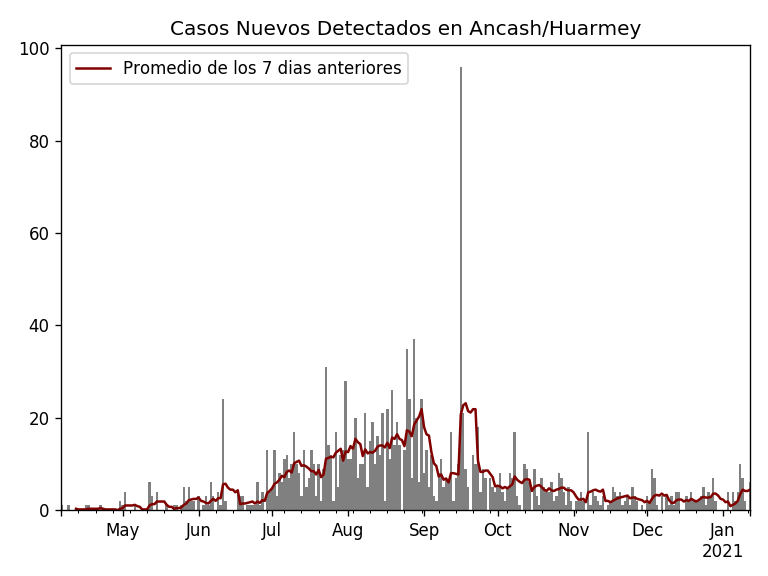 Casos Nuevos Detectados en Ancash/Huarmey
Promedio de los 7 dias anteriores
100
80
60
40
20
0
May Jun Jul Aug Sep Oct Nov Dec Jan
2021